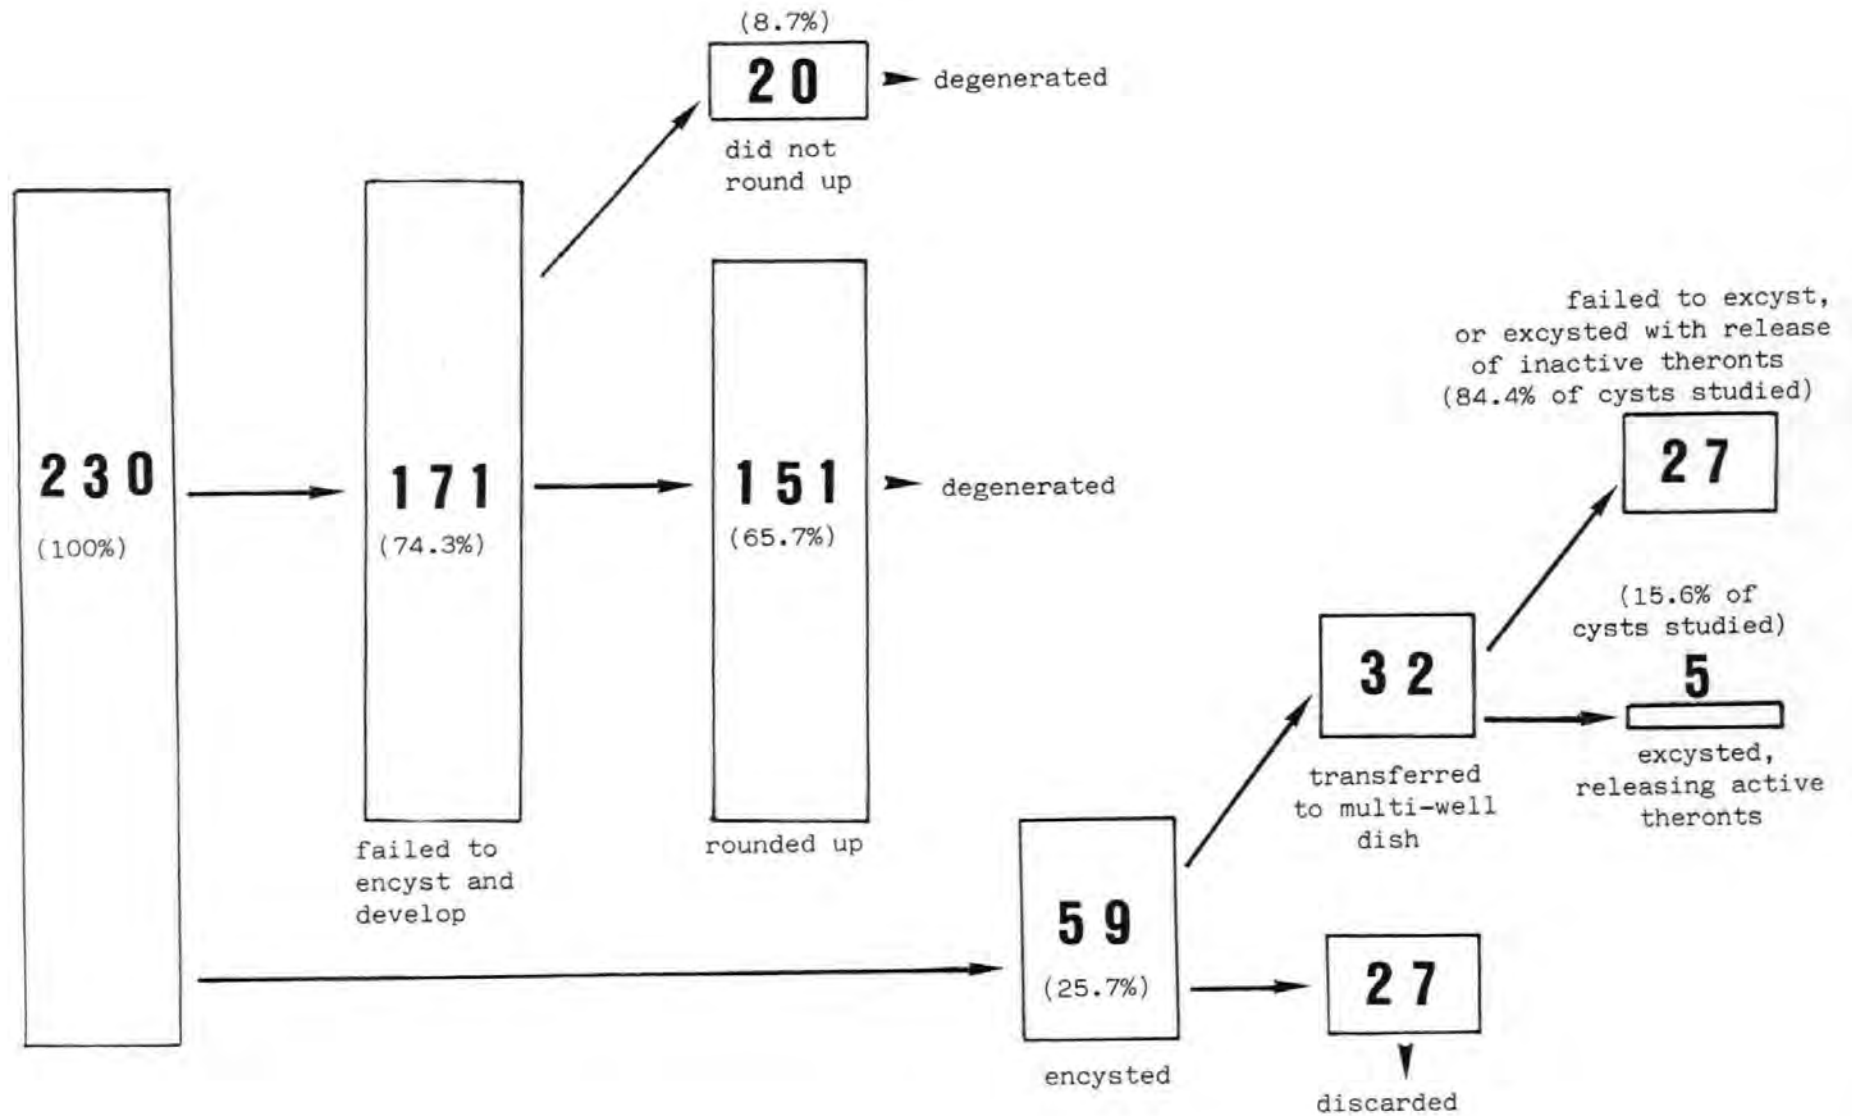 230
(100%)
171
(74.3%)
failed to
encyst and
develop
(8.7%)
20
degenerated
did not
round up
151
(65.7%)
degenerated
rounded up
59
(25.7%)
encysted
32
transferred
to multi-well
dish
27
discarded
failed to excyst,
or excysted with release
of inactive theronts
(84.4% of cysts studied)
27
(15.6% of
cysts studied)
5
excysted,
releasing active
theronts